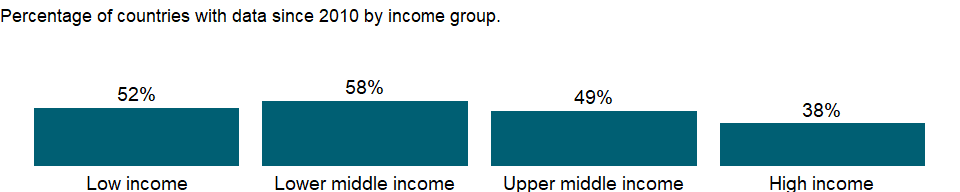 Percentage of countries with data since 2010 by income group.
52% 58% 49% 38%
Low income Lower middle income Upper middle income High income